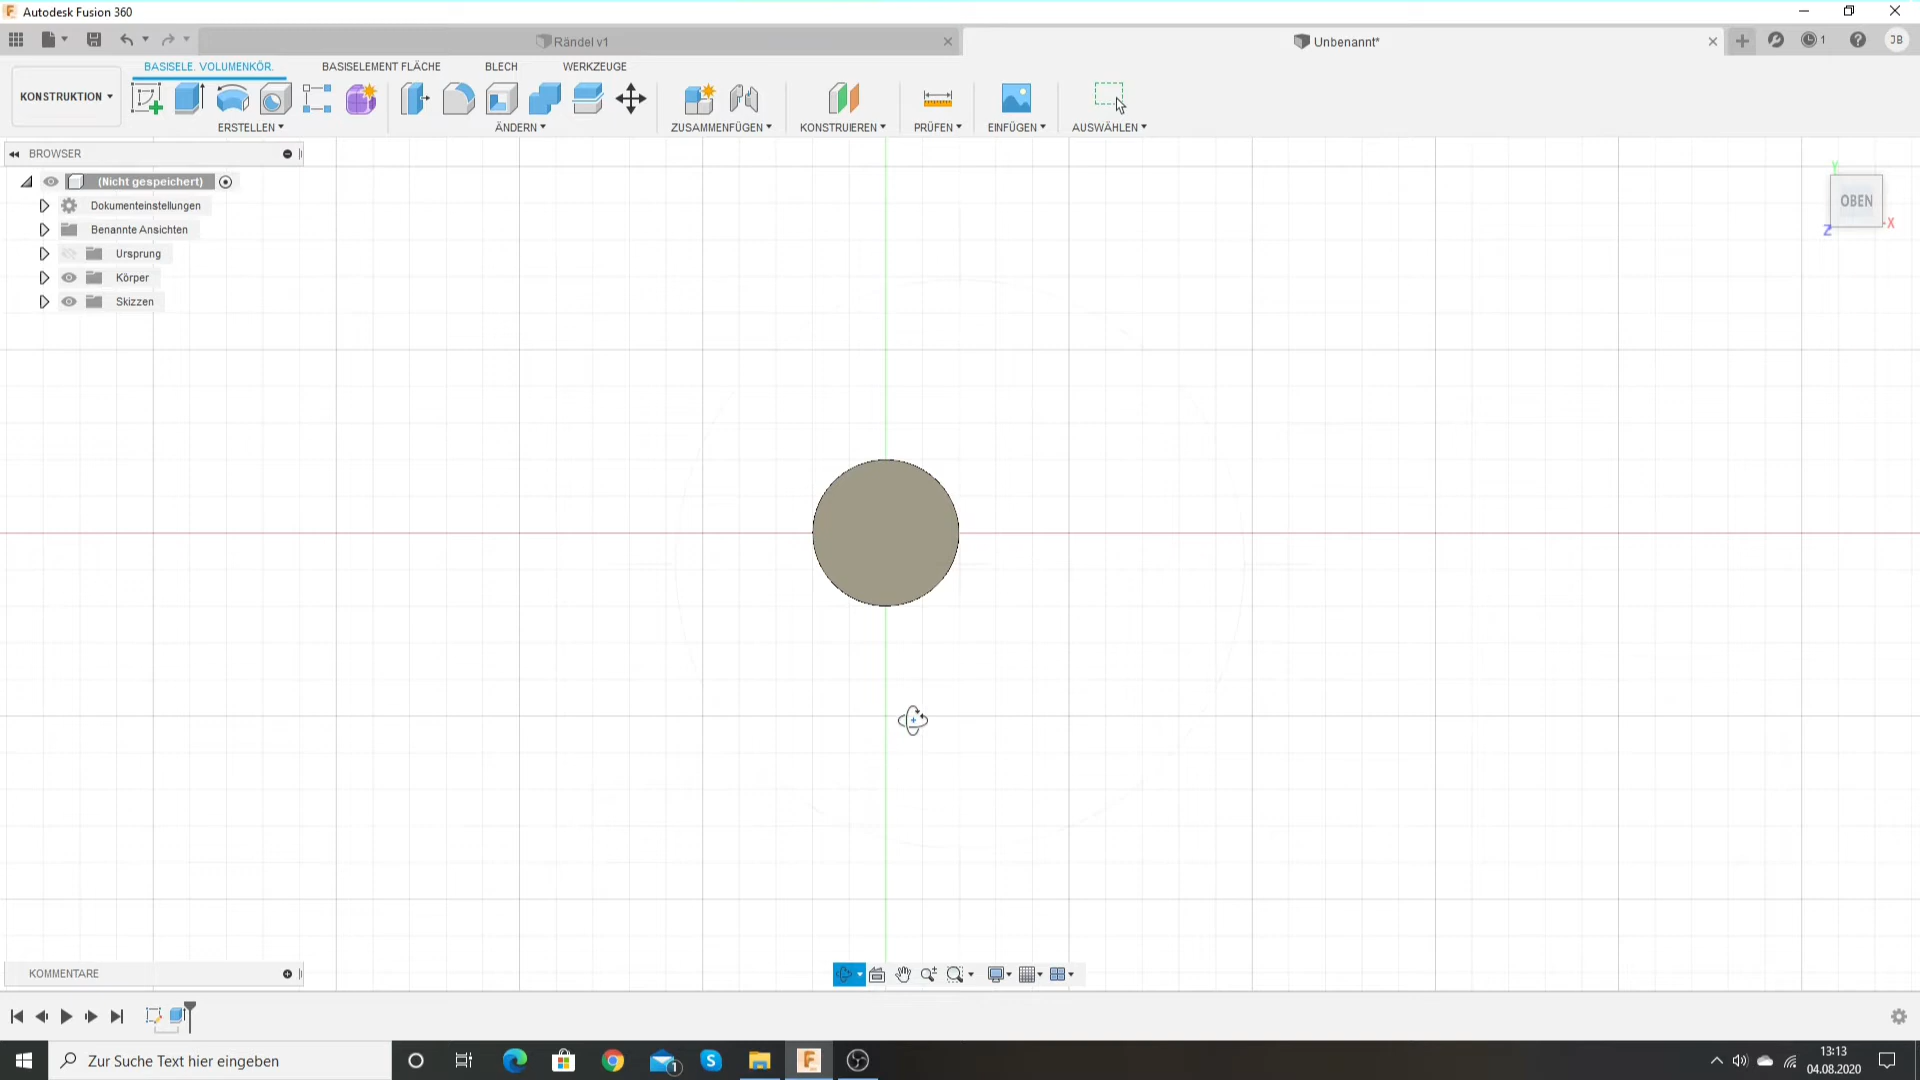 Autodesk Fusion 360
Rändel v1
Unbenannt*
1
JB
KONSTRUKTION
BASISELE. VOLUMENKÖR.
BASISELEMENT FLÄCHE
BLECH
WERKZEUGE
ERSTELLEN
ÄNDERN
ZUSAMMENFÜGEN
KONSTRUIEREN
PRÜFEN
EINFÜGEN
AUSWÄHLEN
BROWSER
(Nicht gespeichert)
Dokumenteinstellungen
Benannte Ansichten
Ursprung
Körper
Skizzen
Y
OBEN
X
Z
KOMMENTARE
Zur Suche Text hier eingeben
1
13:13
04.08.2020